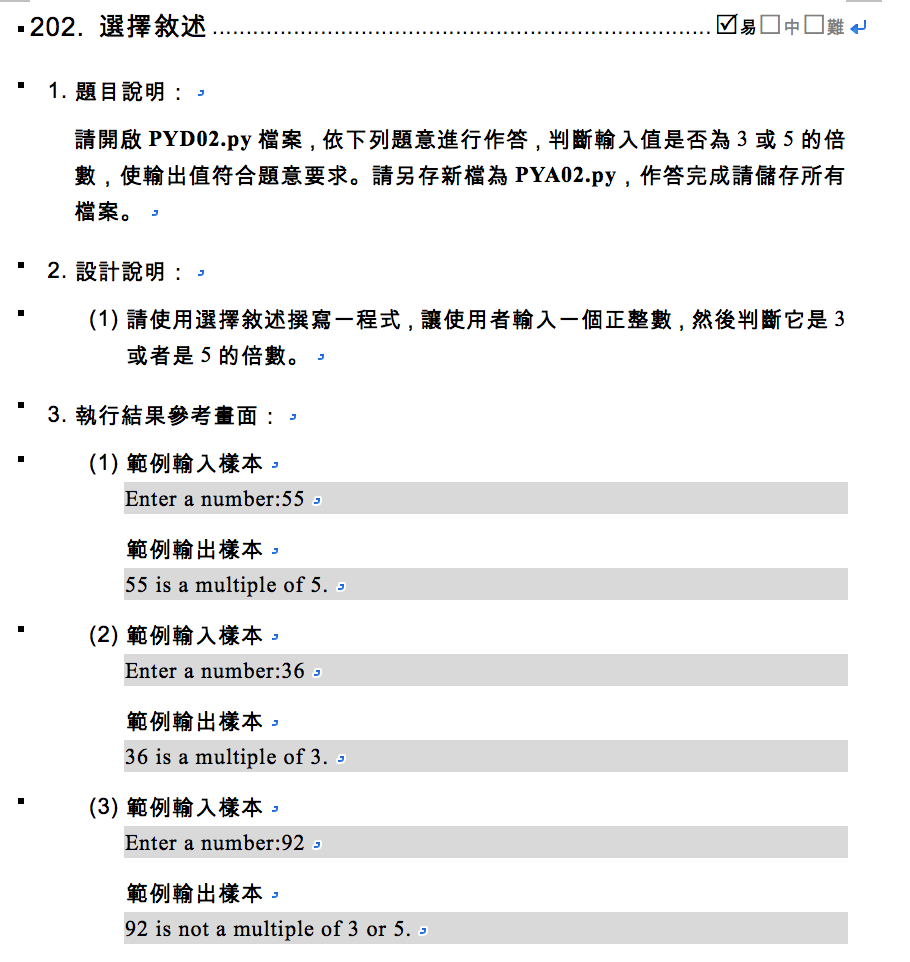 202. 選擇敘述 ☑易☐中☐難
1. 題目說明：
請開啟 PYD02.py 檔案，依下列題意進行作答，判斷輸入值是否為 3 或 5 的倍
數，使輸出值符合題意要求。請另存新檔為 PYA02.py，作答完成請儲存所有
檔案。
2. 設計說明：
(1) 請使用選擇敘述撰寫一程式，讓使用者輸入一個正整數，然後判斷它是 3
或者是 5 的倍數。
3. 執行結果參考畫面：
(1) 範例輸入樣本
Enter a number:55
範例輸出樣本
55 is a multiple of 5.
(2) 範例輸入樣本
Enter a number:36
範例輸出樣本
36 is a multiple of 3.
(3) 範例輸入樣本
Enter a number:92
範例輸出樣本
92 is not a multiple of 3 or 5.